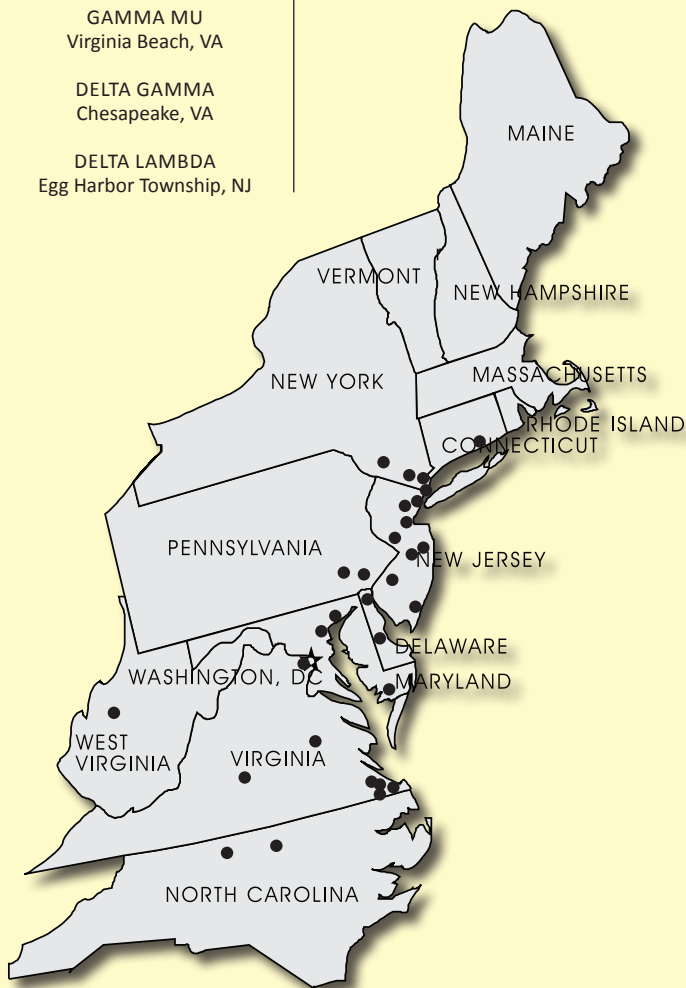 GAMMA MU
Virginia Beach, VA
DELTA GAMMA
Chesapeake, VA
DELTA LAMBDA
Egg Harbor Township, NJ
MAINE
VERMONT
NEW HAMPSHIRE
NEW YORK
MASSACHUSETTS
RHODE ISLAND
CONNECTICUT
PENNSYLVANIA
NEW JERSEY
DELAWARE
WASHINGTON, DC
MARYLAND
WEST
VIRGINIA
VIRGINIA
NORTH CAROLINA